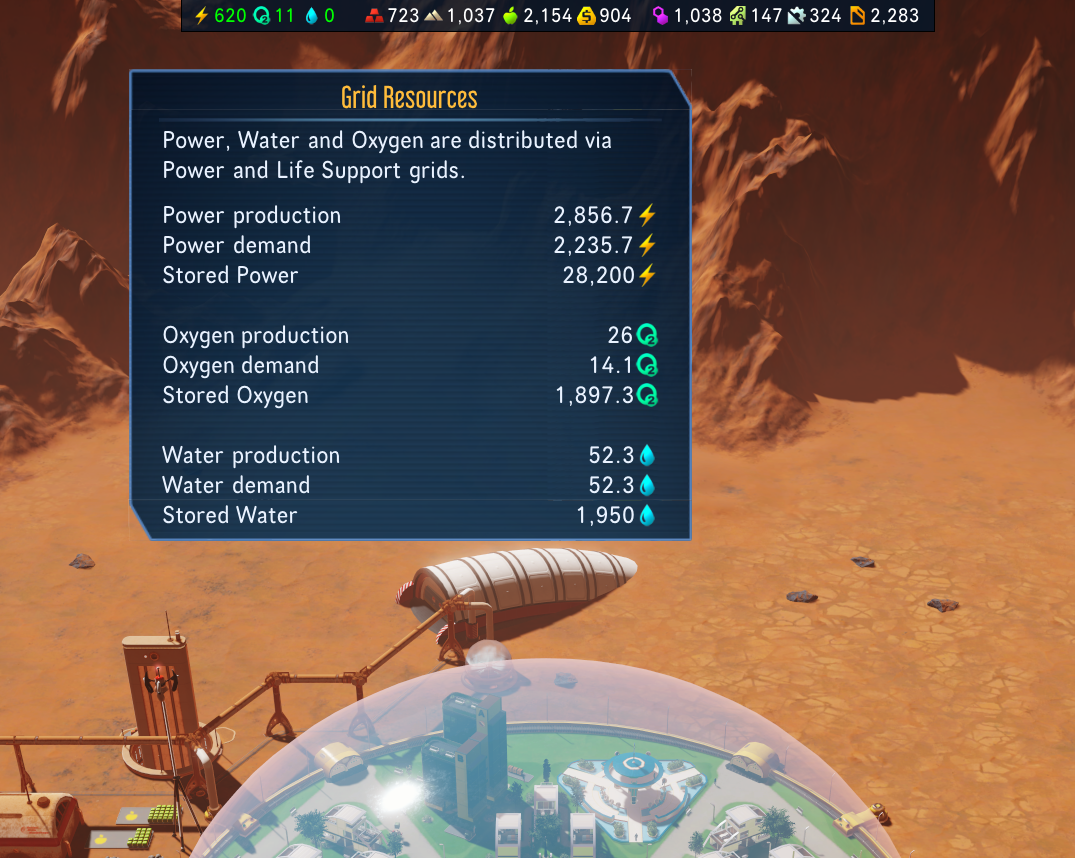 620 11 0 723 1,037 2,154 904 1,038 147 324 2,283
Grid Resources
Power, Water and Oxygen are distributed via
Power and Life Support grids.
Power production 2,856.7
Power demand 2,235.7
Stored Power 28,200
Oxygen production 26
Oxygen demand 14.1
Stored Oxygen 1,897.3
Water production 52.3
Water demand 52.3
Stored Water 1,950